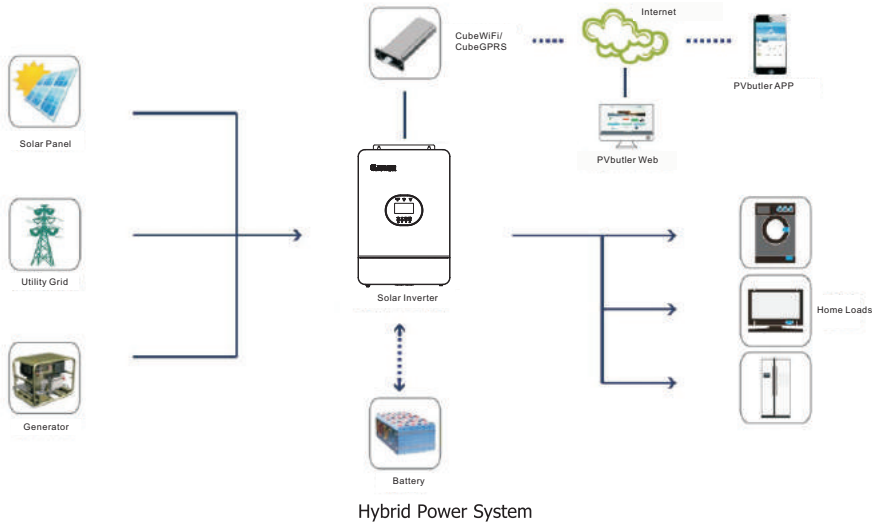 Internet
CubeWiFi/
CubeGPRS
PVbutler APP
Solar Panel
PVbutler Web
Utility Grid
Solar Inverter
Home Loads
Generator
Battery
Hybrid Power System